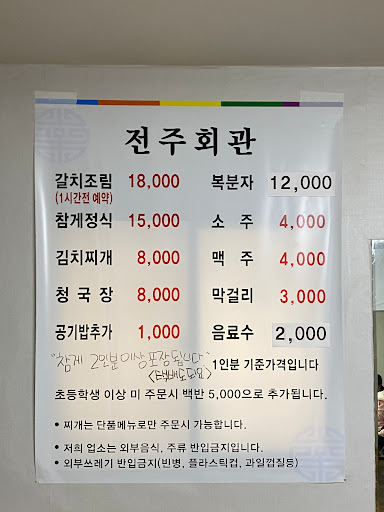 전주회관
갈치조림 18,000 복분자 12,000
(1시간전 예약)
참게정식 15,000 소 주 4,000
김치찌개 8,000 맥 주 4,000
청 국 장 8,000 막걸리 3,000
공기밥추가 1,000 음료수 2,000
"참게 2인분이상 포장됩니다"
<택배도 되요> 1인분 기준가격입니다
초등학생 이상 미 주문시 백반 5,000으로 추가됩니다.
• 찌개는 단품메뉴로만 주문시 가능합니다.
• 저희 업소는 외부음식, 주류 반입금지입니다.
• 외부쓰레기 반입금지(빈병, 플라스틱컵, 과일껍질등)